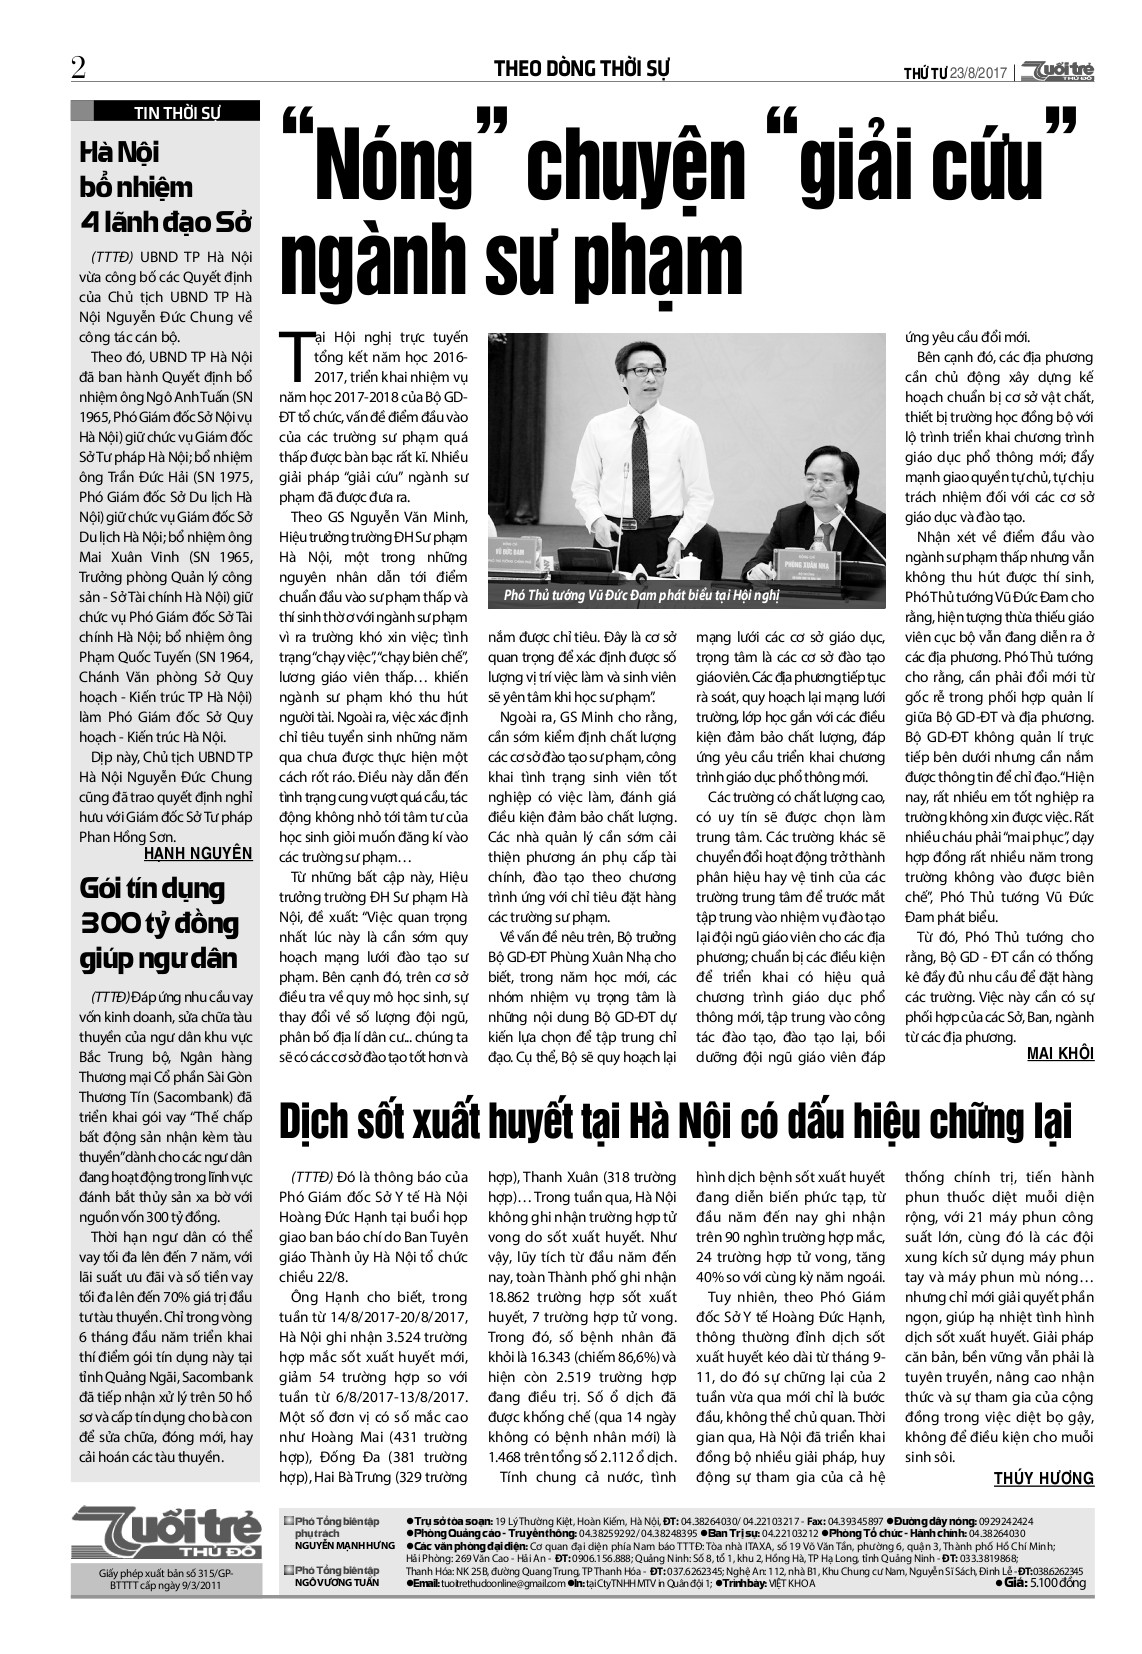 2
THEO DÒNG THỜI SỰ
THỨ TƯ 23/8/2017
Tuổi trẻ
THỦ ĐÔ
TIN THỜI SỰ
Hà Nội
bổ nhiệm
4 lãnh đạo Sở
(TTTĐ) UBND TP Hà Nội
vừa công bố các Quyết định
của Chủ tịch UBND TP Hà
Nội Nguyễn Đức Chung về
công tác cán bộ.
Theo đó, UBND TP Hà Nội
đã ban hành Quyết định bổ
nhiệm ông Ngô Anh Tuấn (SN
1965, Phó Giám đốc Sở Nội vụ
Hà Nội) giữ chức vụ Giám đốc
Sở Tư pháp Hà Nội; bổ nhiệm
ông Trần Đức Hải (SN 1975,
Phó Giám đốc Sở Du lịch Hà
Nội) giữ chức vụ Giám đốc Sở
Du lịch Hà Nội; bổ nhiệm ông
Mai Xuân Vinh (SN 1965,
Trưởng phòng Quản lý công
sản - Sở Tài chính Hà Nội) giữ
chức vụ Phó Giám đốc Sở Tài
chính Hà Nội; bổ nhiệm ông
Phạm Quốc Tuyến (SN 1964,
Chánh Văn phòng Sở Quy
hoạch - Kiến trúc TP Hà Nội)
làm Phó Giám đốc Sở Quy
hoạch - Kiến trúc Hà Nội.
Dịp này, Chủ tịch UBND TP
Hà Nội Nguyễn Đức Chung
cũng đã trao quyết định nghỉ
hưu với Giám đốc Sở Tư pháp
Phan Hồng Sơn.
HẠNH NGUYÊN
Gói tín dụng
300 tỷ đồng
giúp ngư dân
(TTTĐ) Đáp ứng nhu cầu vay
vốn kinh doanh, sửa chữa tàu
thuyền của ngư dân khu vực
Bắc Trung bộ, Ngân hàng
Thương mại Cổ phần Sài Gòn
Thương Tín (Sacombank) đã
triển khai gói vay “Thế chấp
bất động sản nhận kèm tàu
thuyền” dành cho các ngư dân
đang hoạt động trong lĩnh vực
đánh bắt thủy sản xa bờ với
nguồn vốn 300 tỷ đồng.
Thời hạn ngư dân có thể
vay tối đa lên đến 7 năm, với
lãi suất ưu đãi và số tiền vay
tối đa lên đến 70% giá trị đầu
tư tàu thuyền. Chỉ trong vòng
6 tháng đầu năm triển khai
thí điểm gói tín dụng này tại
tỉnh Quảng Ngãi, Sacombank
đã tiếp nhận xử lý trên 50 hồ
sơ và cấp tín dụng cho bà con
để sửa chữa, đóng mới, hay
cải hoán các tàu thuyền.
“Nóng” chuyện “giải cứu”
ngành sư phạm
Tại Hội nghị trực tuyến
tổng kết năm học 2016-
2017, triển khai nhiệm vụ
năm học 2017-2018 của Bộ GD-
ĐT tổ chức, vấn đề điểm đầu vào
của các trường sư phạm quá
thấp được bàn bạc rất kĩ. Nhiều
giải pháp “giải cứu” ngành sư
phạm đã được đưa ra.
Theo GS Nguyễn Văn Minh,
Hiệu trưởng trường ĐH Sư phạm
Hà Nội, một trong những
nguyên nhân dẫn tới điểm
chuẩn đầu vào sư phạm thấp và
thí sinh thờ ơ với ngành sư phạm
vì ra trường khó xin việc; tình
trạng “chạy việc”, “chạy biên chế”,
lương giáo viên thấp… khiến
ngành sư phạm khó thu hút
người tài. Ngoài ra, việc xác định
chỉ tiêu tuyển sinh những năm
qua chưa được thực hiện một
cách rốt ráo. Điều này dẫn đến
tình trạng cung vượt quá cầu, tác
động không nhỏ tới tâm tư của
học sinh giỏi muốn đăng kí vào
các trường sư phạm…
Từ những bất cập này, Hiệu
trưởng trường ĐH Sư phạm Hà
Nội, đề xuất: “Việc quan trọng
nhất lúc này là cần sớm quy
hoạch mạng lưới đào tạo sư
phạm. Bên cạnh đó, trên cơ sở
điều tra về quy mô học sinh, sự
thay đổi về số lượng đội ngũ,
phân bố địa lí dân cư... chúng ta
sẽ có các cơ sở đào tạo tốt hơn và
ĐỒNG CHÍ
VŨ ĐỨC ĐAM
ĐỒNG CHÍ
PHÙNG XUÂN NHẠ
Phó Thủ tướng Vũ Đức Đam phát biểu tại Hội nghị
nắm được chỉ tiêu. Đây là cơ sở
quan trọng để xác định được số
lượng vị trí việc làm và sinh viên
sẽ yên tâm khi học sư phạm”.
Ngoài ra, GS Minh cho rằng,
cần sớm kiểm định chất lượng
các cơ sở đào tạo sư phạm, công
khai tình trạng sinh viên tốt
nghiệp có việc làm, đánh giá
điều kiện đảm bảo chất lượng.
Các nhà quản lý cần sớm cải
thiện phương án phụ cấp tài
chính, đào tạo theo chương
trình ứng với chỉ tiêu đặt hàng
các trường sư phạm.
Về vấn đề nêu trên, Bộ trưởng
Bộ GD-ĐT Phùng Xuân Nhạ cho
biết, trong năm học mới, các
nhóm nhiệm vụ trọng tâm là
những nội dung Bộ GD-ĐT dự
kiến lựa chọn để tập trung chỉ
đạo. Cụ thể, Bộ sẽ quy hoạch lại
mạng lưới các cơ sở giáo dục,
trọng tâm là các cơ sở đào tạo
giáo viên. Các địa phương tiếp tục
rà soát, quy hoạch lại mạng lưới
trường, lớp học gắn với các điều
kiện đảm bảo chất lượng, đáp
ứng yêu cầu triển khai chương
trình giáo dục phổ thông mới.
Các trường có chất lượng cao,
có uy tín sẽ được chọn làm
trung tâm. Các trường khác sẽ
chuyển đổi hoạt động trở thành
phân hiệu hay vệ tinh của các
trường trung tâm để trước mắt
tập trung vào nhiệm vụ đào tạo
lại đội ngũ giáo viên cho các địa
phương; chuẩn bị các điều kiện
để triển khai có hiệu quả
chương trình giáo dục phổ
thông mới, tập trung vào công
tác đào tạo, đào tạo lại, bồi
dưỡng đội ngũ giáo viên đáp
ứng yêu cầu đổi mới.
Bên cạnh đó, các địa phương
cần chủ động xây dựng kế
hoạch chuẩn bị cơ sở vật chất,
thiết bị trường học đồng bộ với
lộ trình triển khai chương trình
giáo dục phổ thông mới; đẩy
mạnh giao quyền tự chủ, tự chịu
trách nhiệm đối với các cơ sở
giáo dục và đào tạo.
Nhận xét về điểm đầu vào
ngành sư phạm thấp nhưng vẫn
không thu hút được thí sinh,
Phó Thủ tướng Vũ Đức Đam cho
rằng, hiện tượng thừa thiếu giáo
viên cục bộ vẫn đang diễn ra ở
các địa phương. Phó Thủ tướng
cho rằng, cần phải đổi mới từ
gốc rễ trong phối hợp quản lí
giữa Bộ GD-ĐT và địa phương.
Bộ GD-ĐT không quản lí trực
tiếp bên dưới nhưng cần nắm
được thông tin để chỉ đạo. “Hiện
nay, rất nhiều em tốt nghiệp ra
trường không xin được việc. Rất
nhiều cháu phải “mai phục”, dạy
hợp đồng rất nhiều năm trong
trường không vào được biên
chế”, Phó Thủ tướng Vũ Đức
Đam phát biểu.
Từ đó, Phó Thủ tướng cho
rằng, Bộ GD - ĐT cần có thống
kê đầy đủ nhu cầu để đặt hàng
các trường. Việc này cần có sự
phối hợp của các Sở, Ban, ngành
từ các địa phương.
MAI KHÔI
Dịch sốt xuất huyết tại Hà Nội có dấu hiệu chững lại
(TTTĐ) Đó là thông báo của
Phó Giám đốc Sở Y tế Hà Nội
Hoàng Đức Hạnh tại buổi họp
giao ban báo chí do Ban Tuyên
giáo Thành ủy Hà Nội tổ chức
chiều 22/8.
Ông Hạnh cho biết, trong
tuần từ 14/8/2017-20/8/2017,
Hà Nội ghi nhận 3.524 trường
hợp mắc sốt xuất huyết mới,
giảm 54 trường hợp so với
tuần từ 6/8/2017-13/8/2017.
Một số đơn vị có số mắc cao
như Hoàng Mai (431 trường
hợp), Đống Đa (381 trường
hợp), Hai Bà Trưng (329 trường
hợp), Thanh Xuân (318 trường
hợp)… Trong tuần qua, Hà Nội
không ghi nhận trường hợp tử
vong do sốt xuất huyết. Như
vậy, lũy tích từ đầu năm đến
nay, toàn Thành phố ghi nhận
18.862 trường hợp sốt xuất
huyết, 7 trường hợp tử vong.
Trong đó, số bệnh nhân đã
khỏi là 16.343 (chiếm 86,6%) và
hiện còn 2.519 trường hợp
đang điều trị. Số ổ dịch đã
được khống chế (qua 14 ngày
không có bệnh nhân mới) là
1.468 trên tổng số 2.112 ổ dịch.
Tính chung cả nước, tình
hình dịch bệnh sốt xuất huyết
đang diễn biến phức tạp, từ
đầu năm đến nay ghi nhận
trên 90 nghìn trường hợp mắc,
24 trường hợp tử vong, tăng
40% so với cùng kỳ năm ngoái.
Tuy nhiên, theo Phó Giám
đốc Sở Y tế Hoàng Đức Hạnh,
thông thường đỉnh dịch sốt
xuất huyết kéo dài từ tháng 9-
11, do đó sự chững lại của 2
tuần vừa qua mới chỉ là bước
đầu, không thể chủ quan. Thời
gian qua, Hà Nội đã triển khai
đồng bộ nhiều giải pháp, huy
động sự tham gia của cả hệ
thống chính trị, tiến hành
phun thuốc diệt muỗi diện
rộng, với 21 máy phun công
suất lớn, cùng đó là các đội
xung kích sử dụng máy phun
tay và máy phun mù nóng…
nhưng chỉ mới giải quyết phần
ngọn, giúp hạ nhiệt tình hình
dịch sốt xuất huyết. Giải pháp
căn bản, bền vững vẫn phải là
tuyên truyền, nâng cao nhận
thức và sự tham gia của cộng
đồng trong việc diệt bọ gậy,
không để điều kiện cho muỗi
sinh sôi.
THÚY HƯƠNG
Tuổi trẻ
THỦ ĐÔ
Giấy phép xuất bản số 315/GP-
BTTTT cấp ngày 9/3/2011
Phó Tổng biên tập
phụ trách
NGUYỄN MẠNH HƯNG
Phó Tổng biên tập
NGÔ VƯƠNG TUẤN
●Trụ sở tòa soạn: 19 Lý Thường Kiệt, Hoàn Kiếm, Hà Nội, ĐT: 04.38264030/ 04.22103217 - Fax: 04.39345897 ●Đường dây nóng: 0929242424
●Phòng Quảng cáo - Truyền thông: 04.38259292/ 04.38248395 ●Ban Trị sự: 04.22103212 ●Phòng Tổ chức - Hành chính: 04.38264030
●Các văn phòng đại diện: Cơ quan đại diện phía Nam báo TTTĐ: Tòa nhà ITAXA, số 19 Võ Văn Tần, phường 6, quận 3, Thành phố Hồ Chí Minh;
Hải Phòng: 269 Văn Cao - Hải An - ĐT: 0906.156.888; Quảng Ninh: Số 8, tổ 1, khu 2, Hồng Hà, TP Hạ Long, tỉnh Quảng Ninh - ĐT: 033.3819868;
Thanh Hóa: NK 25B, đường Quang Trung, TP Thanh Hóa - ĐT: 037.6262345; Nghệ An: 112, nhà B1, Khu Chung cư Nam, Nguyễn Sĩ Sách, Đinh Lễ - ĐT: 038.6262345
●Email: tuoitrethudoonline@gmail.com ●In: tại Cty TNHH MTV in Quân đội 1; ●Trình bày: VIỆT KHOA ●Giá: 5.100 đồng